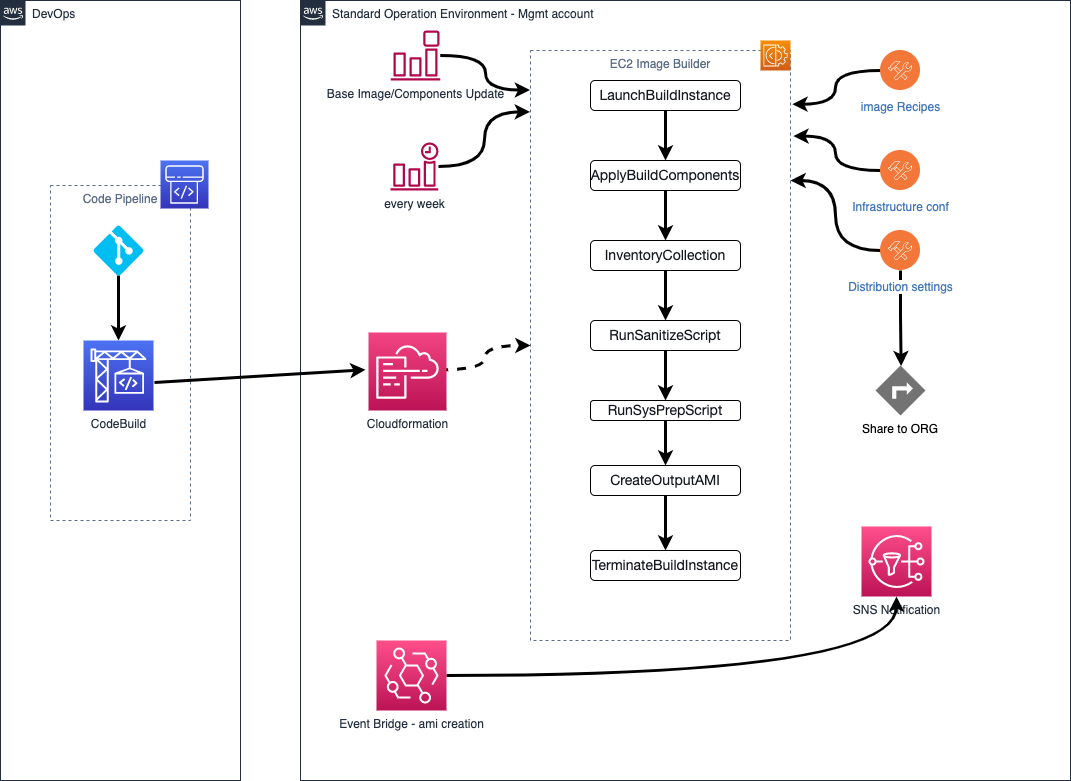 aws
DevOps
Code Pipeline
CodeBuild
aws
Standard Operation Environment - Mgmt account
Base Image/Components Update
every week
Cloudformation
EC2 Image Builder
LaunchBuildInstance
ApplyBuildComponents
InventoryCollection
RunSanitizeScript
RunSysPrepScript
CreateOutputAMI
TerminateBuildInstance
image Recipes
Infrastructure conf
Distribution settings
Share to ORG
SNS Notification
Event Bridge - ami creation